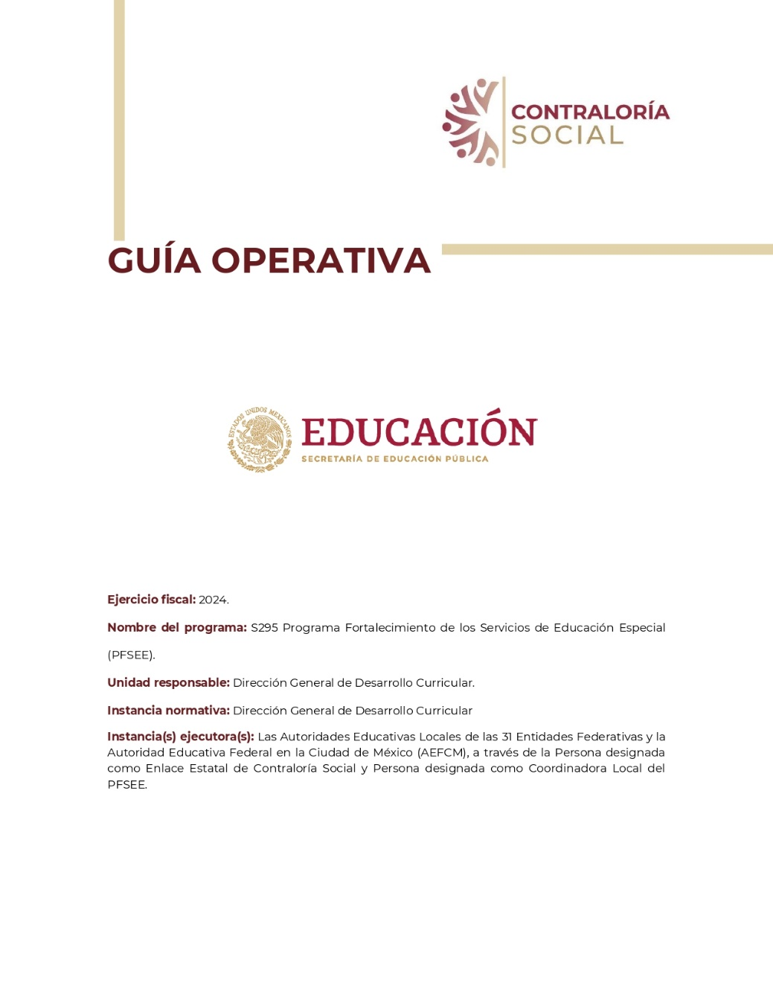 CONTRALORÍA
SOCIAL
GUÍA OPERATIVA
ESTADOS UNIDOS MEXICANOS
EDUCACIÓN
SECRETARÍA DE EDUCACIÓN PÚBLICA
Ejercicio fiscal: 2024.
Nombre del programa: S295 Programa Fortalecimiento de los Servicios de Educación Especial
(PFSEE).
Unidad responsable: Dirección General de Desarrollo Curricular.
Instancia normativa: Dirección General de Desarrollo Curricular
Instancia(s) ejecutora(s): Las Autoridades Educativas Locales de las 31 Entidades Federativas y la
Autoridad Educativa Federal en la Ciudad de México (AEFCM), a través de la Persona designada
como Enlace Estatal de Contraloría Social y Persona designada como Coordinadora Local del
PFSEE.